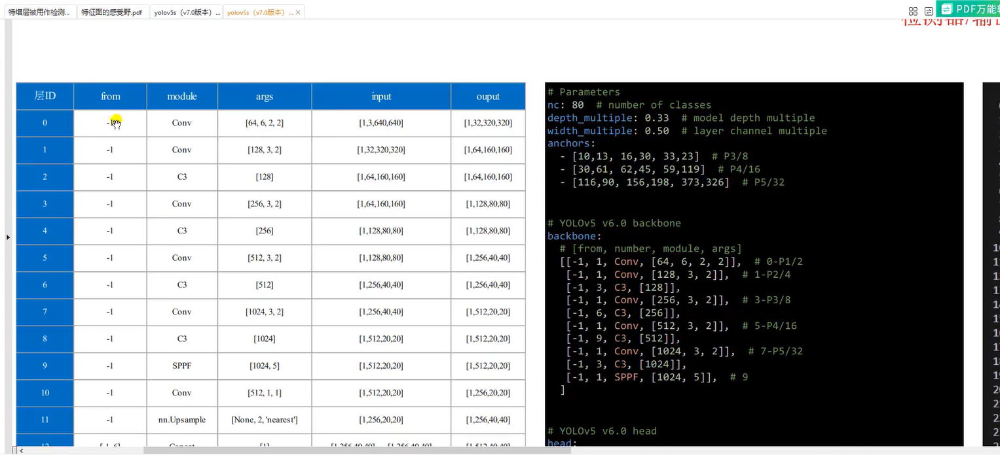 特增层被用作检测... 特征图的感受野.pdf yolov5s（v7.0版本）... yolov5s（v7.0版本）...
PDF万能转
检测器/输出
层ID from module args input ouput
0 -1 Conv [64, 6, 2, 2] [1,3,640,640] [1,32,320,320]
1 -1 Conv [128, 3, 2] [1,32,320,320] [1,64,160,160]
2 -1 C3 [128] [1,64,160,160] [1,64,160,160]
3 -1 Conv [256, 3, 2] [1,64,160,160] [1,128,80,80]
4 -1 C3 [256] [1,128,80,80] [1,128,80,80]
5 -1 Conv [512, 3, 2] [1,128,80,80] [1,256,40,40]
6 -1 C3 [512] [1,256,40,40] [1,256,40,40]
7 -1 Conv [1024, 3, 2] [1,256,40,40] [1,512,20,20]
8 -1 C3 [1024] [1,512,20,20] [1,512,20,20]
9 -1 SPPF [1024, 5] [1,512,20,20] [1,512,20,20]
10 -1 Conv [512, 1, 1] [1,512,20,20] [1,256,20,20]
11 -1 nn.Upsample [None, 2, 'nearest'] [1,256,20,20] [1,256,40,40]
# Parameters
nc: 80 # number of classes
depth_multiple: 0.33 # model depth multiple
width_multiple: 0.50 # layer channel multiple
anchors:
- [10,13, 16,30, 33,23] # P3/8
- [30,61, 62,45, 59,119] # P4/16
- [116,90, 156,198, 373,326] # P5/32
# YOLOv5 v6.0 backbone
backbone:
# [from, number, module, args]
[[-1, 1, Conv, [64, 6, 2, 2]], # 0-P1/2
[-1, 1, Conv, [128, 3, 2]], # 1-P2/4
[-1, 3, C3, [128]],
[-1, 1, Conv, [256, 3, 2]], # 3-P3/8
[-1, 6, C3, [256]],
[-1, 1, Conv, [512, 3, 2]], # 5-P4/16
[-1, 9, C3, [512]],
[-1, 1, Conv, [1024, 3, 2]], # 7-P5/32
[-1, 3, C3, [1024]],
[-1, 1, SPPF, [1024, 5]], # 9
]
# YOLOv5 v6.0 head
head: